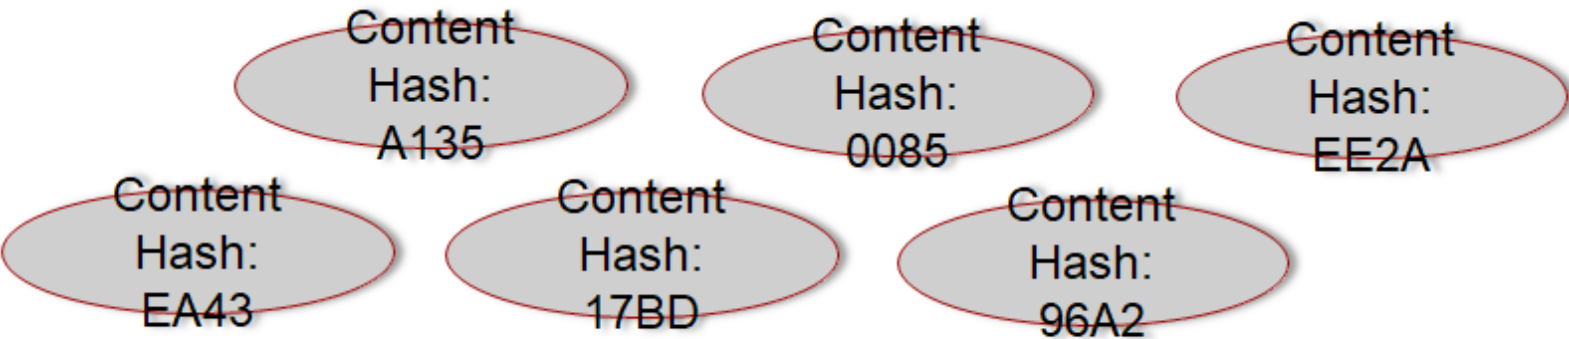 Content
Hash:
A135
Content
Hash:
0085
Content
Hash:
EE2A
Content
Hash:
EA43
Content
Hash:
17BD
Content
Hash:
96A2